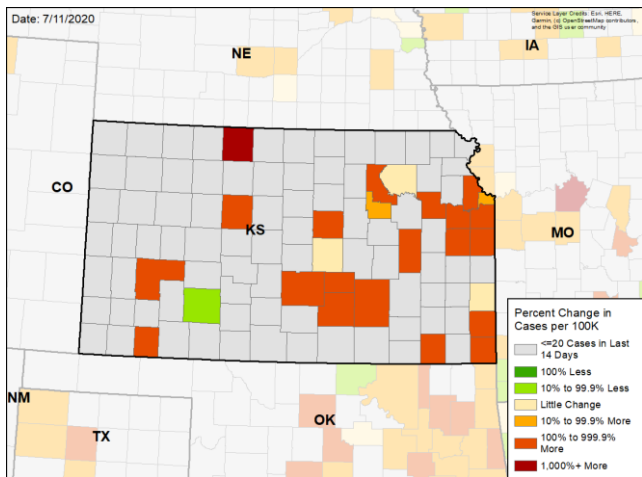 Date: 7/11/2020
Service Layer Credits: Esri, HERE,
Garmin, (c) OpenStreetMap contributors,
and the GIS user community
NE
IA
CO
KS
MO
NM
TX
OK
Percent Change in
Cases per 100K
<=20 Cases in Last
14 Days
100% Less
10% to 99.9% Less
Little Change
10% to 99.9% More
100% to 999.9%
More
1,000%+ More